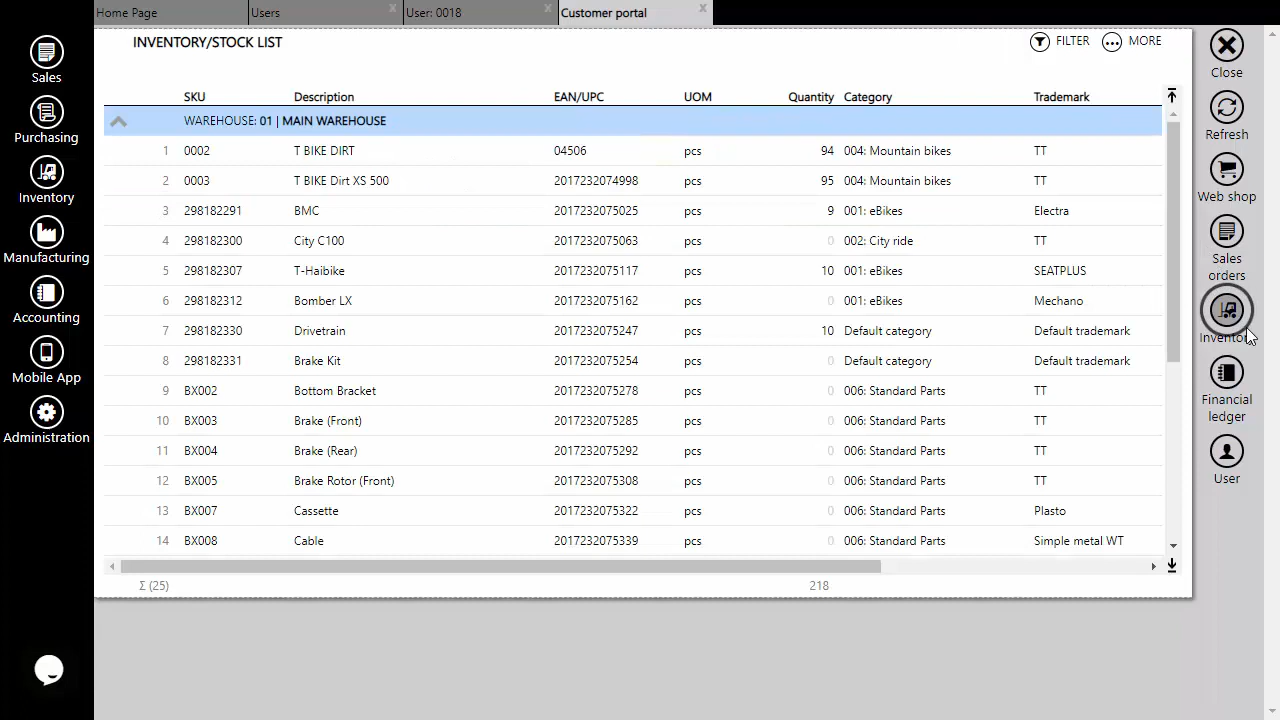 Home Page
Users
User: 0018
Customer portal
Sales
Purchasing
Inventory
Manufacturing
Accounting
Mobile App
Administration
INVENTORY/STOCK LIST
FILTER
MORE
SKU Description EAN/UPC UOM Quantity Category Trademark
WAREHOUSE: 01 | MAIN WAREHOUSE
1 0002 T BIKE DIRT 04506 pcs 94 004: Mountain bikes TT
2 0003 T BIKE Dirt XS 500 2017232074998 pcs 95 004: Mountain bikes TT
3 298182291 BMC 2017232075025 pcs 9 001: eBikes Electra
4 298182300 City C100 2017232075063 pcs 0 002: City ride TT
5 298182307 T-Haibike 2017232075117 pcs 10 001: eBikes SEATPLUS
6 298182312 Bomber LX 2017232075162 pcs 0 001: eBikes Mechano
7 298182330 Drivetrain 2017232075247 pcs 10 Default category Default trademark
8 298182331 Brake Kit 2017232075254 pcs 0 Default category Default trademark
9 BX002 Bottom Bracket 2017232075278 pcs 0 006: Standard Parts TT
10 BX003 Brake (Front) 2017232075285 pcs 0 006: Standard Parts TT
11 BX004 Brake (Rear) 2017232075292 pcs 0 006: Standard Parts TT
12 BX005 Brake Rotor (Front) 2017232075308 pcs 0 006: Standard Parts TT
13 BX007 Cassette 2017232075322 pcs 0 006: Standard Parts Plasto
14 BX008 Cable 2017232075339 pcs 0 006: Standard Parts Simple metal WT
Σ (25) 218
Close
Refresh
Web shop
Sales
orders
Inventory
Financial
ledger
User